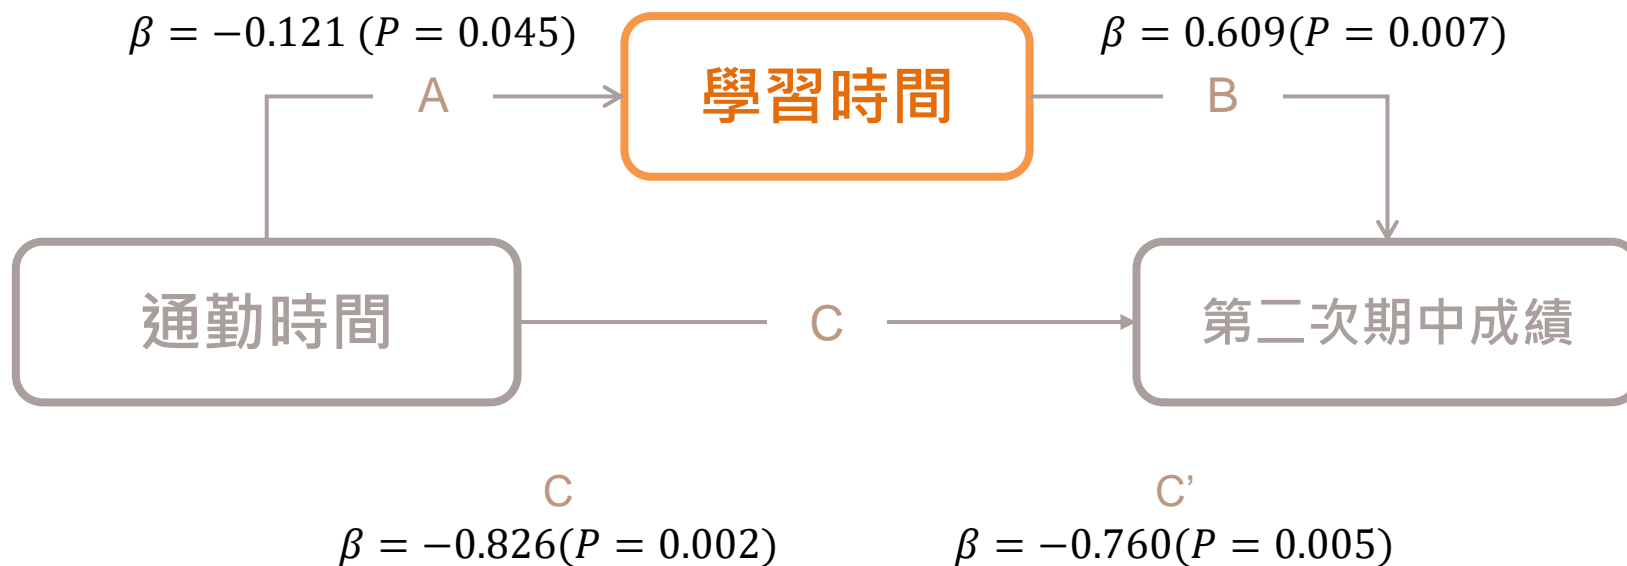 β = −0.121 (P = 0.045)
β = 0.609(P = 0.007)
A
學習時間
B
通勤時間
C
第二次期中成績
C
C’
β = −0.826(P = 0.002)
β = −0.760(P = 0.005)